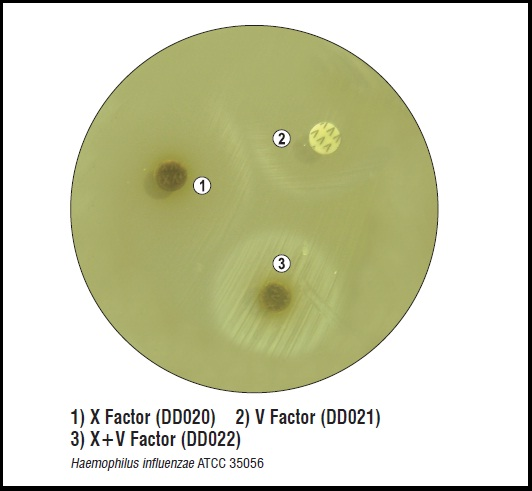 2
1
3
1) X Factor (DD020) 2) V Factor (DD021)
3) X+V Factor (DD022)
Haemophilus influenzae ATCC 35056